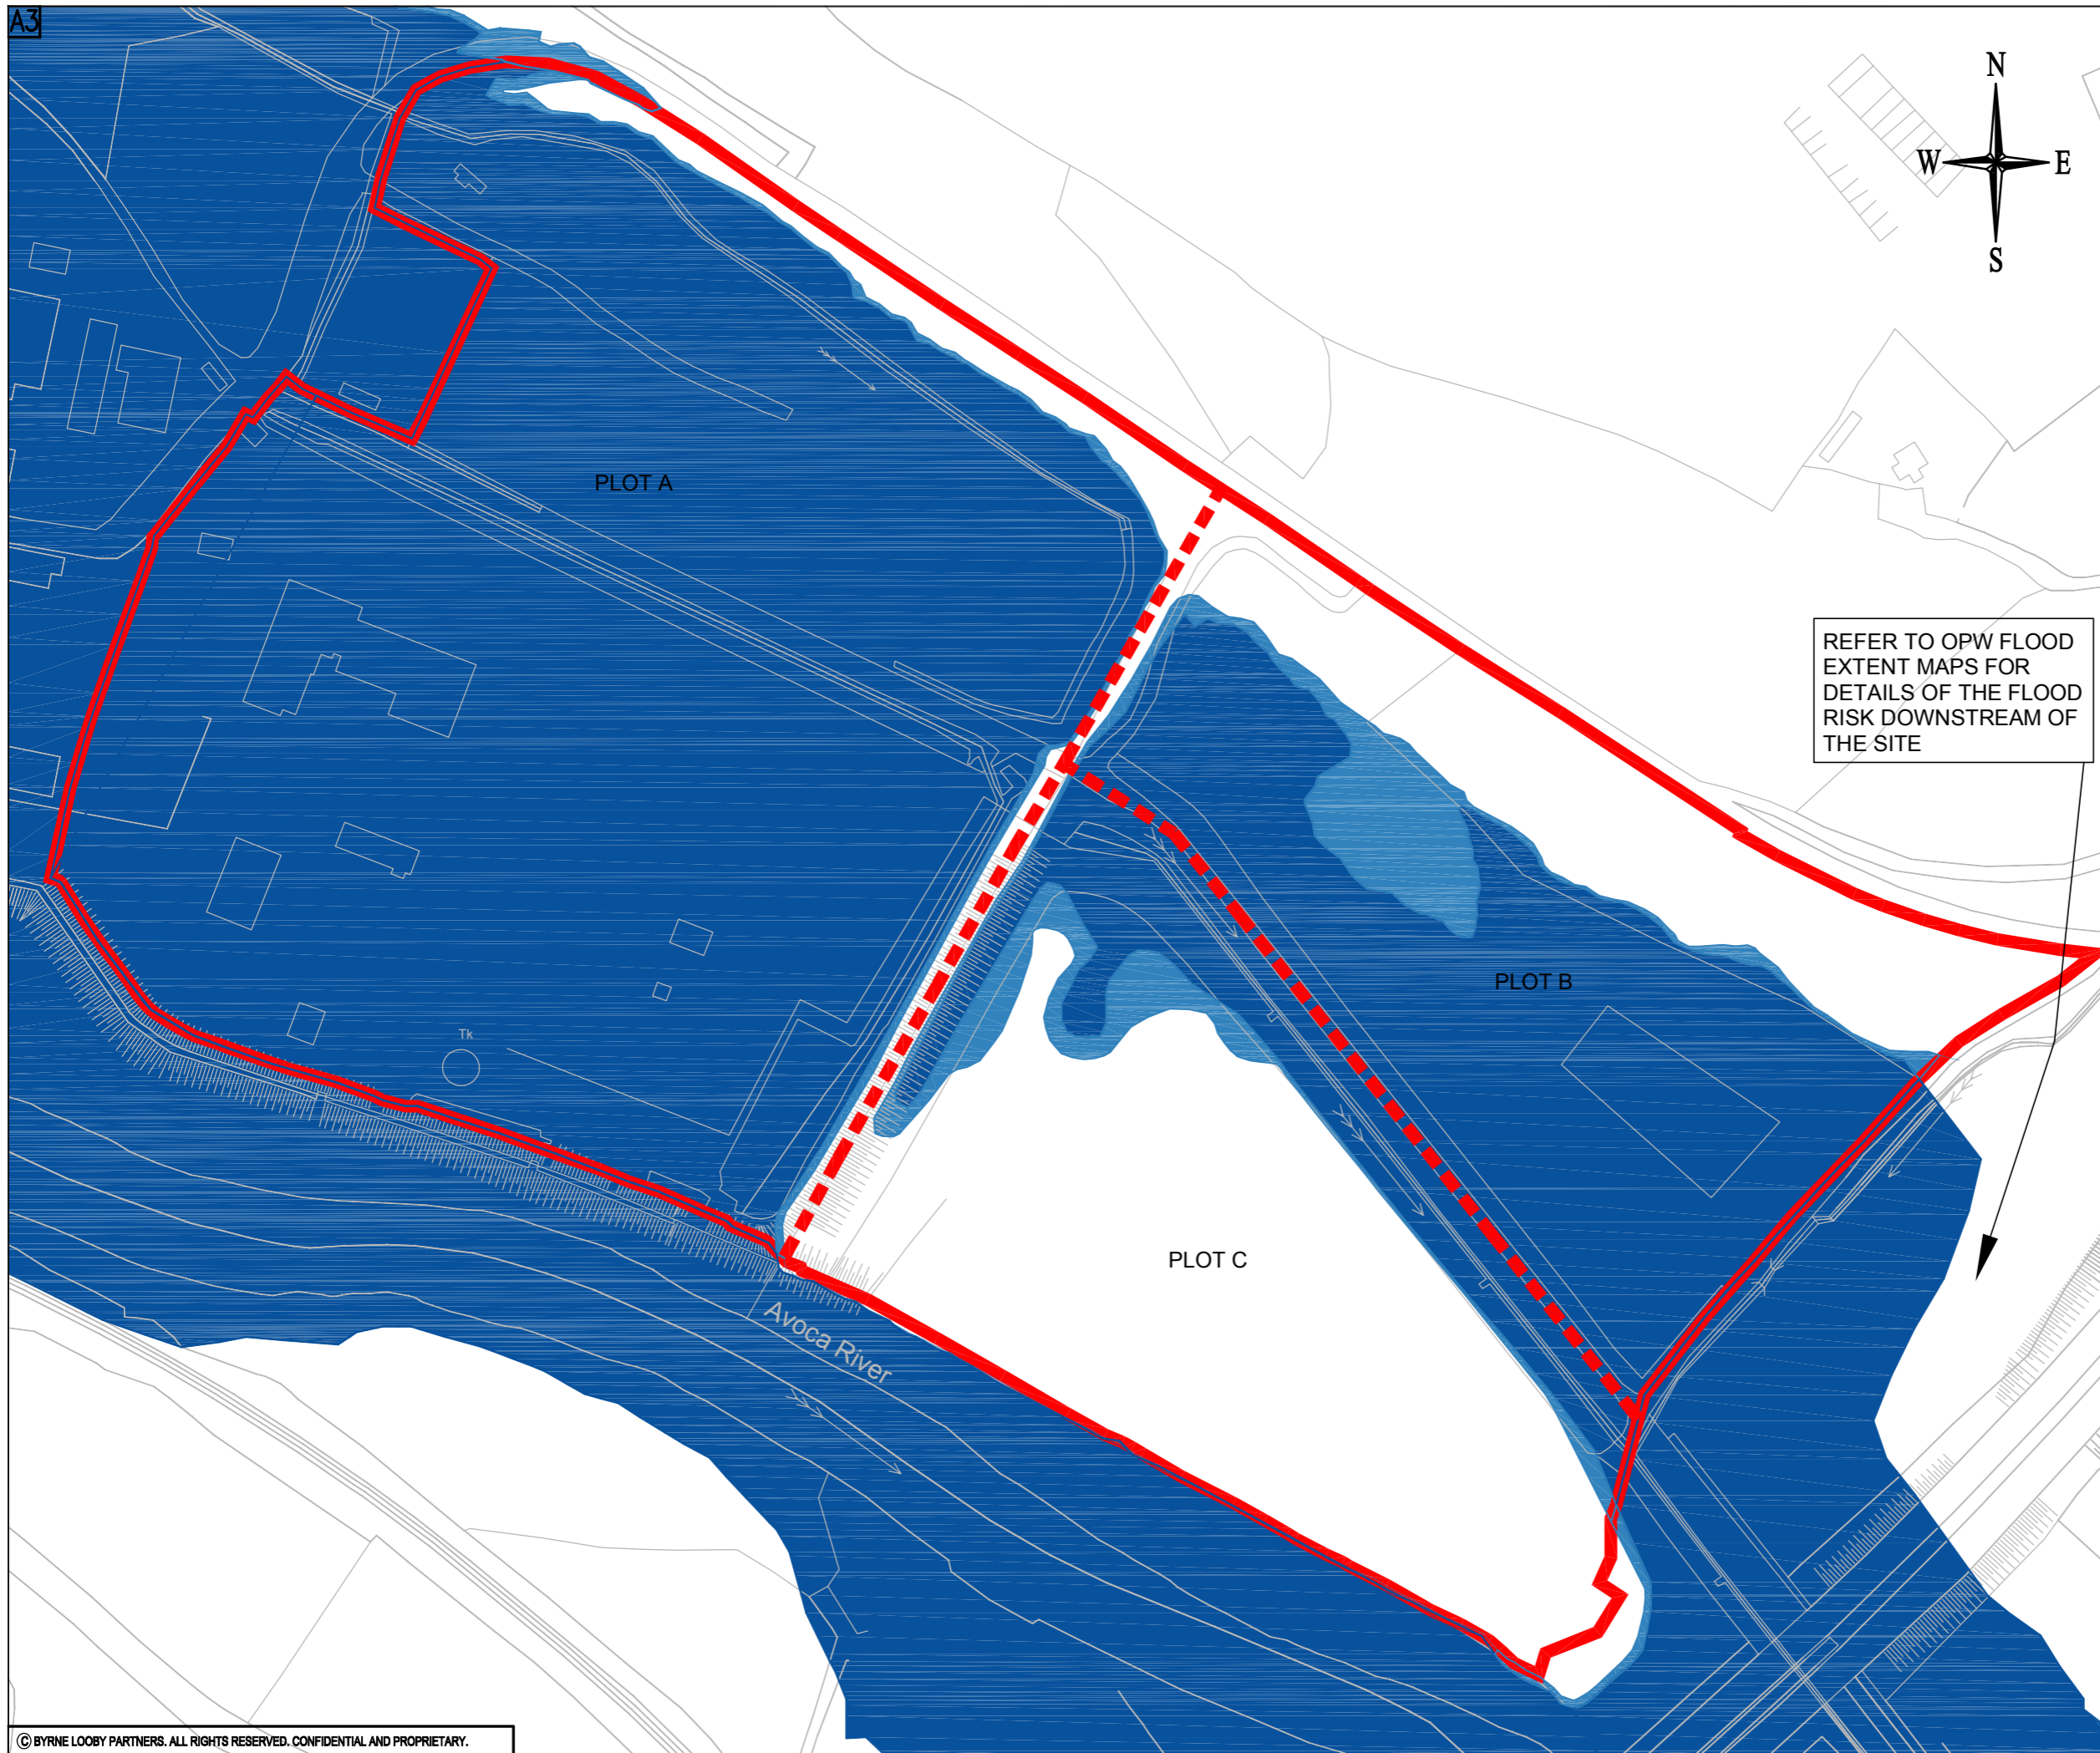 A3
N
W E
S
PLOT A
REFER TO OPW FLOOD
EXTENT MAPS FOR
DETAILS OF THE FLOOD
RISK DOWNSTREAM OF
THE SITE
PLOT B
Tk
PLOT C
Avoca River
© BYRNE LOOBY PARTNERS. ALL RIGHTS RESERVED. CONFIDENTIAL AND PROPRIETARY.